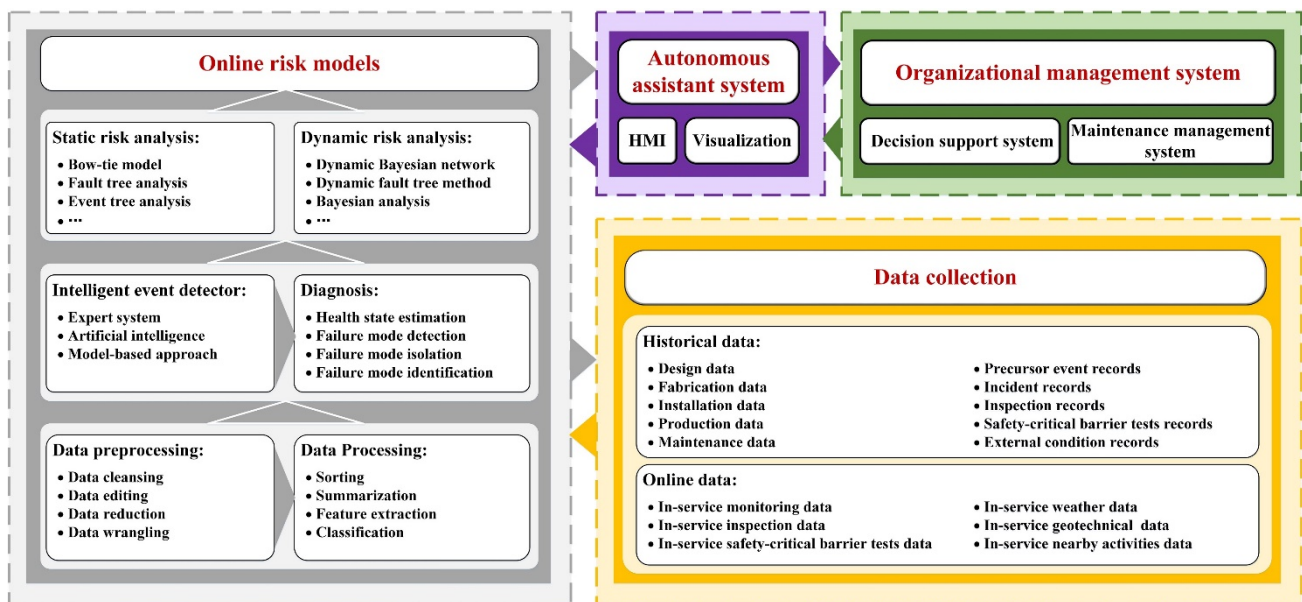 Online risk models
Static risk analysis:
• Bow-tie model
• Fault tree analysis
• Event tree analysis
• ···
Dynamic risk analysis:
• Dynamic Bayesian network
• Dynamic fault tree method
• Bayesian analysis
• ···
Intelligent event detector:
• Expert system
• Artificial intelligence
• Model-based approach
Diagnosis:
• Health state estimation
• Failure mode detection
• Failure mode isolation
• Failure mode identification
Data preprocessing:
• Data cleansing
• Data editing
• Data reduction
• Data wrangling
Data Processing:
• Sorting
• Summarization
• Feature extraction
• Classification
Autonomous
assistant system
HMI
Visualization
Organizational management system
Decision support system
Maintenance management
system
Data collection
Historical data:
• Design data
• Fabrication data
• Installation data
• Production data
• Maintenance data
• Precursor event records
• Incident records
• Inspection records
• Safety-critical barrier tests records
• External condition records
Online data:
• In-service monitoring data
• In-service inspection data
• In-service safety-critical barrier tests data
• In-service weather data
• In-service geotechnical data
• In-service nearby activities data